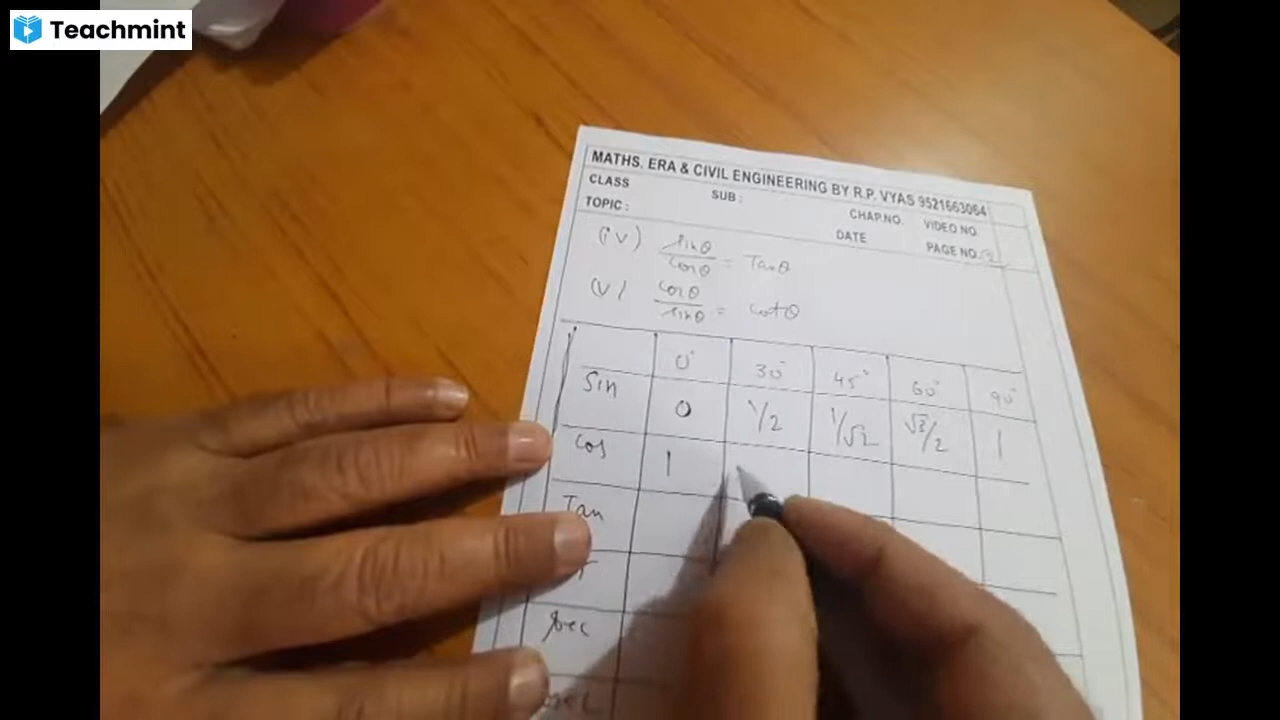 Teachmint
MATHS. ERA & CIVIL ENGINEERING BY R.P. VYAS 9521663064
CLASS SUB : CHAP.NO. VIDEO NO.
TOPIC : DATE PAGE NO.
(iv) sinθ/cosθ = Tanθ
(v) cosθ/sinθ = cotθ
0° 30° 45° 60° 90°
Sin 0 1/2 1/√2 √3/2 1
Cos 1
Tan
Sec